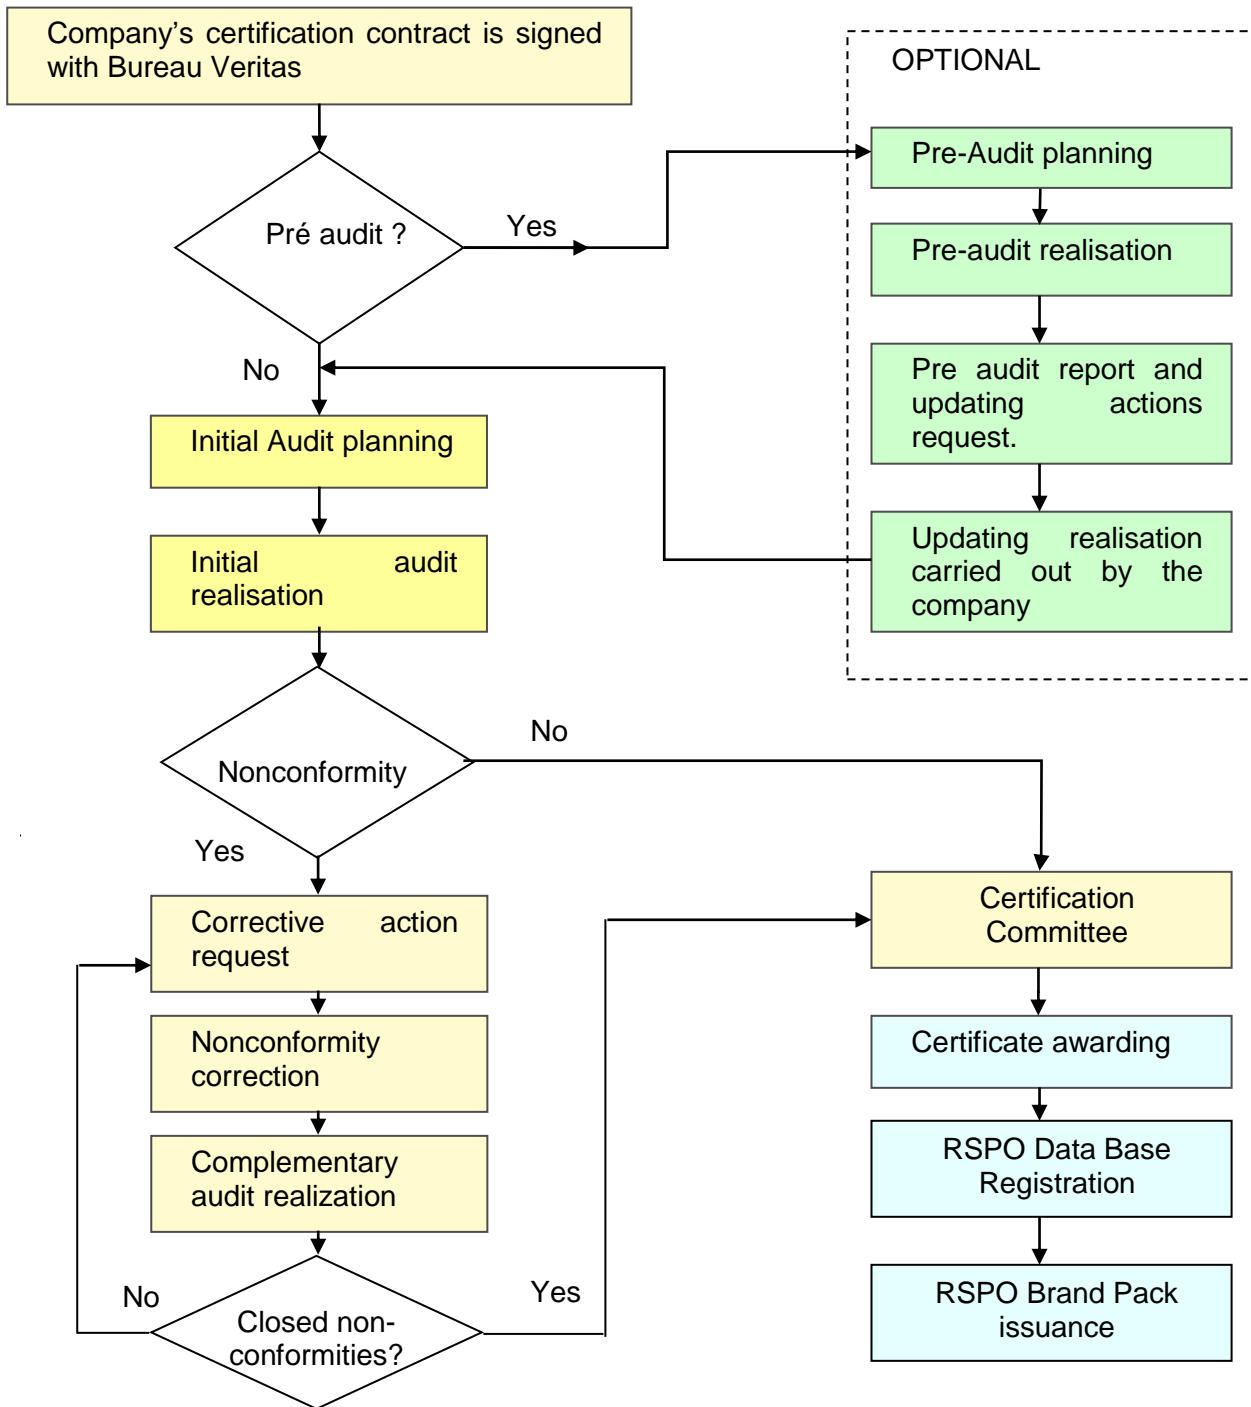 Company’s certification contract is signed
with Bureau Veritas
OPTIONAL
Pre-Audit planning
Pré audit ?
Yes
Pre-audit realisation
No
Pre audit report and
updating actions
request.
Initial Audit planning
Initial audit
realisation
Updating realisation
carried out by the
company
No
Nonconformity
Yes
Corrective action
request
Certification
Committee
Nonconformity
correction
Certificate awarding
Complementary
audit realization
RSPO Data Base
Registration
No
Yes
Closed non-
conformities?
RSPO Brand Pack
issuance